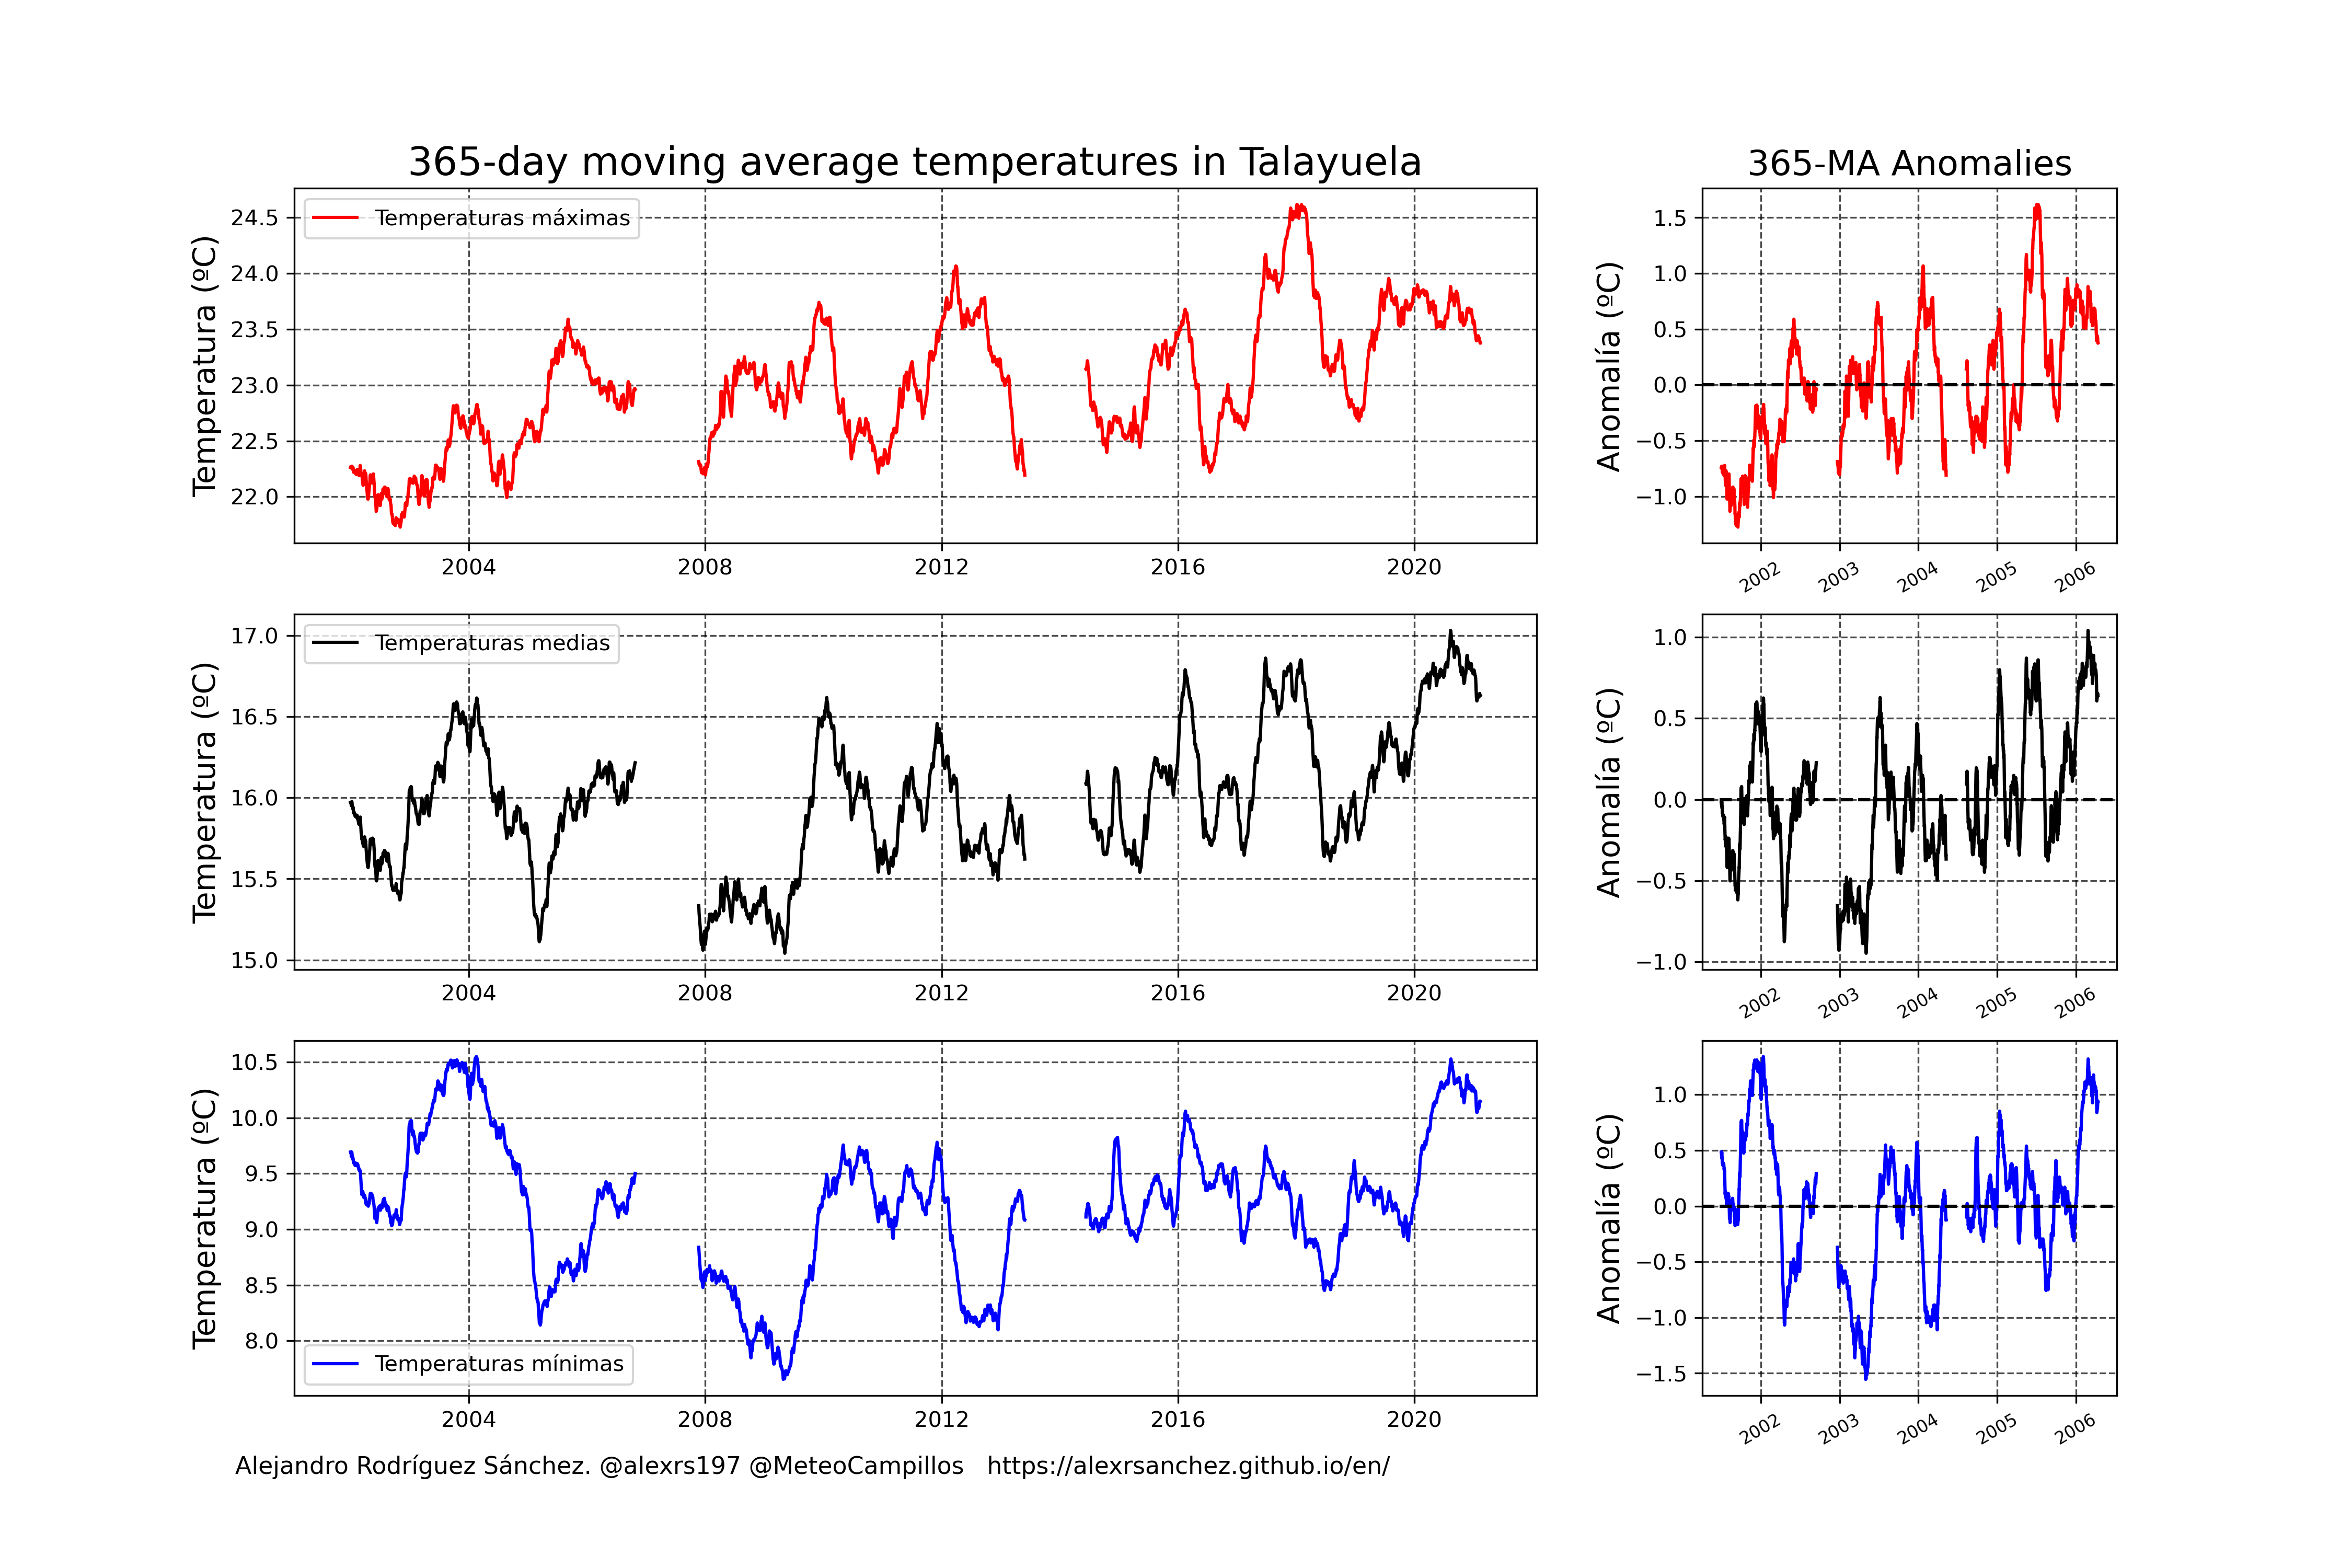 365-day moving average temperatures in Talayuela
Temperatura (ºC)
24.5
24.0
23.5
23.0
22.5
22.0
Temperaturas máximas
2004 2008 2012 2016 2020
365-MA Anomalies
Anomalía (ºC)
1.5
1.0
0.5
0.0
−0.5
−1.0
2002 2003 2004 2005 2006
Temperatura (ºC)
17.0
16.5
16.0
15.5
15.0
Temperaturas medias
2004 2008 2012 2016 2020
Anomalía (ºC)
1.0
0.5
0.0
−0.5
−1.0
2002 2003 2004 2005 2006
Temperatura (ºC)
10.5
10.0
9.5
9.0
8.5
8.0
Temperaturas mínimas
2004 2008 2012 2016 2020
Anomalía (ºC)
1.0
0.5
0.0
−0.5
−1.0
−1.5
2002 2003 2004 2005 2006
Alejandro Rodríguez Sánchez. @alexrs197 @MeteoCampillos https://alexrsanchez.github.io/en/